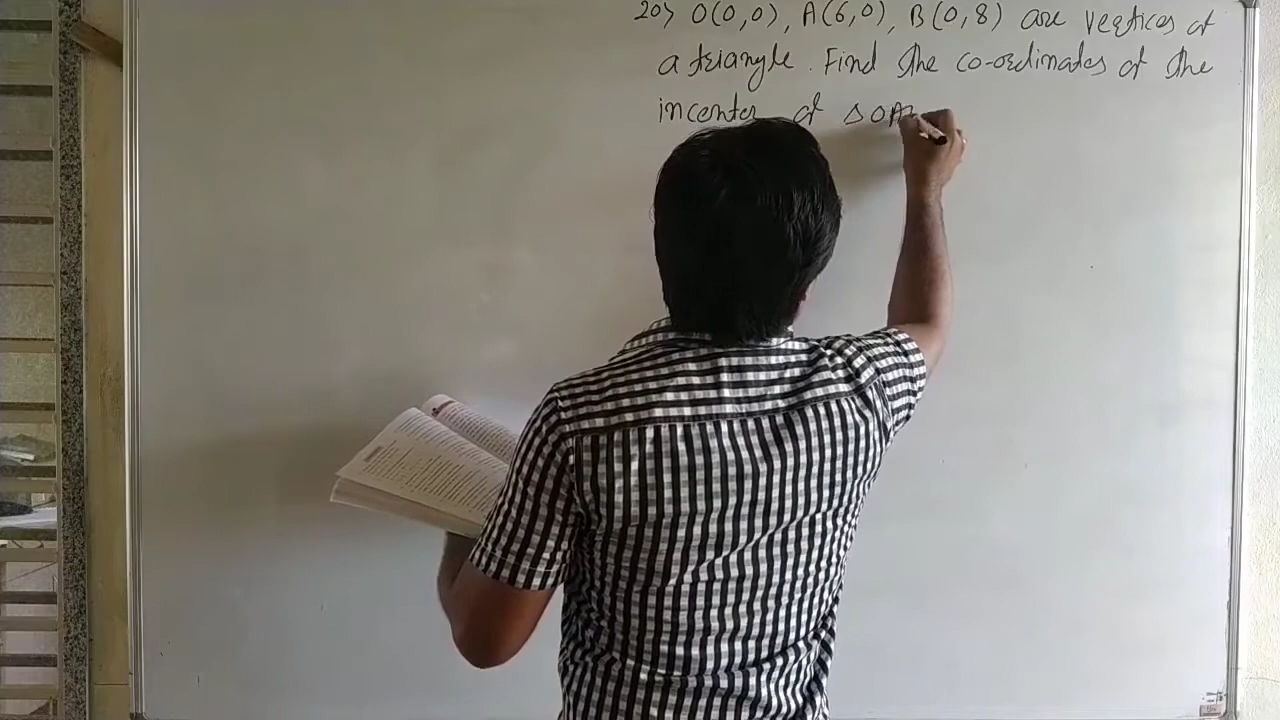 20> O(0,0), A(6,0), B(0,8) are vertices of
a triangle. Find the co-ordinates of the
incenter of Δ OAB